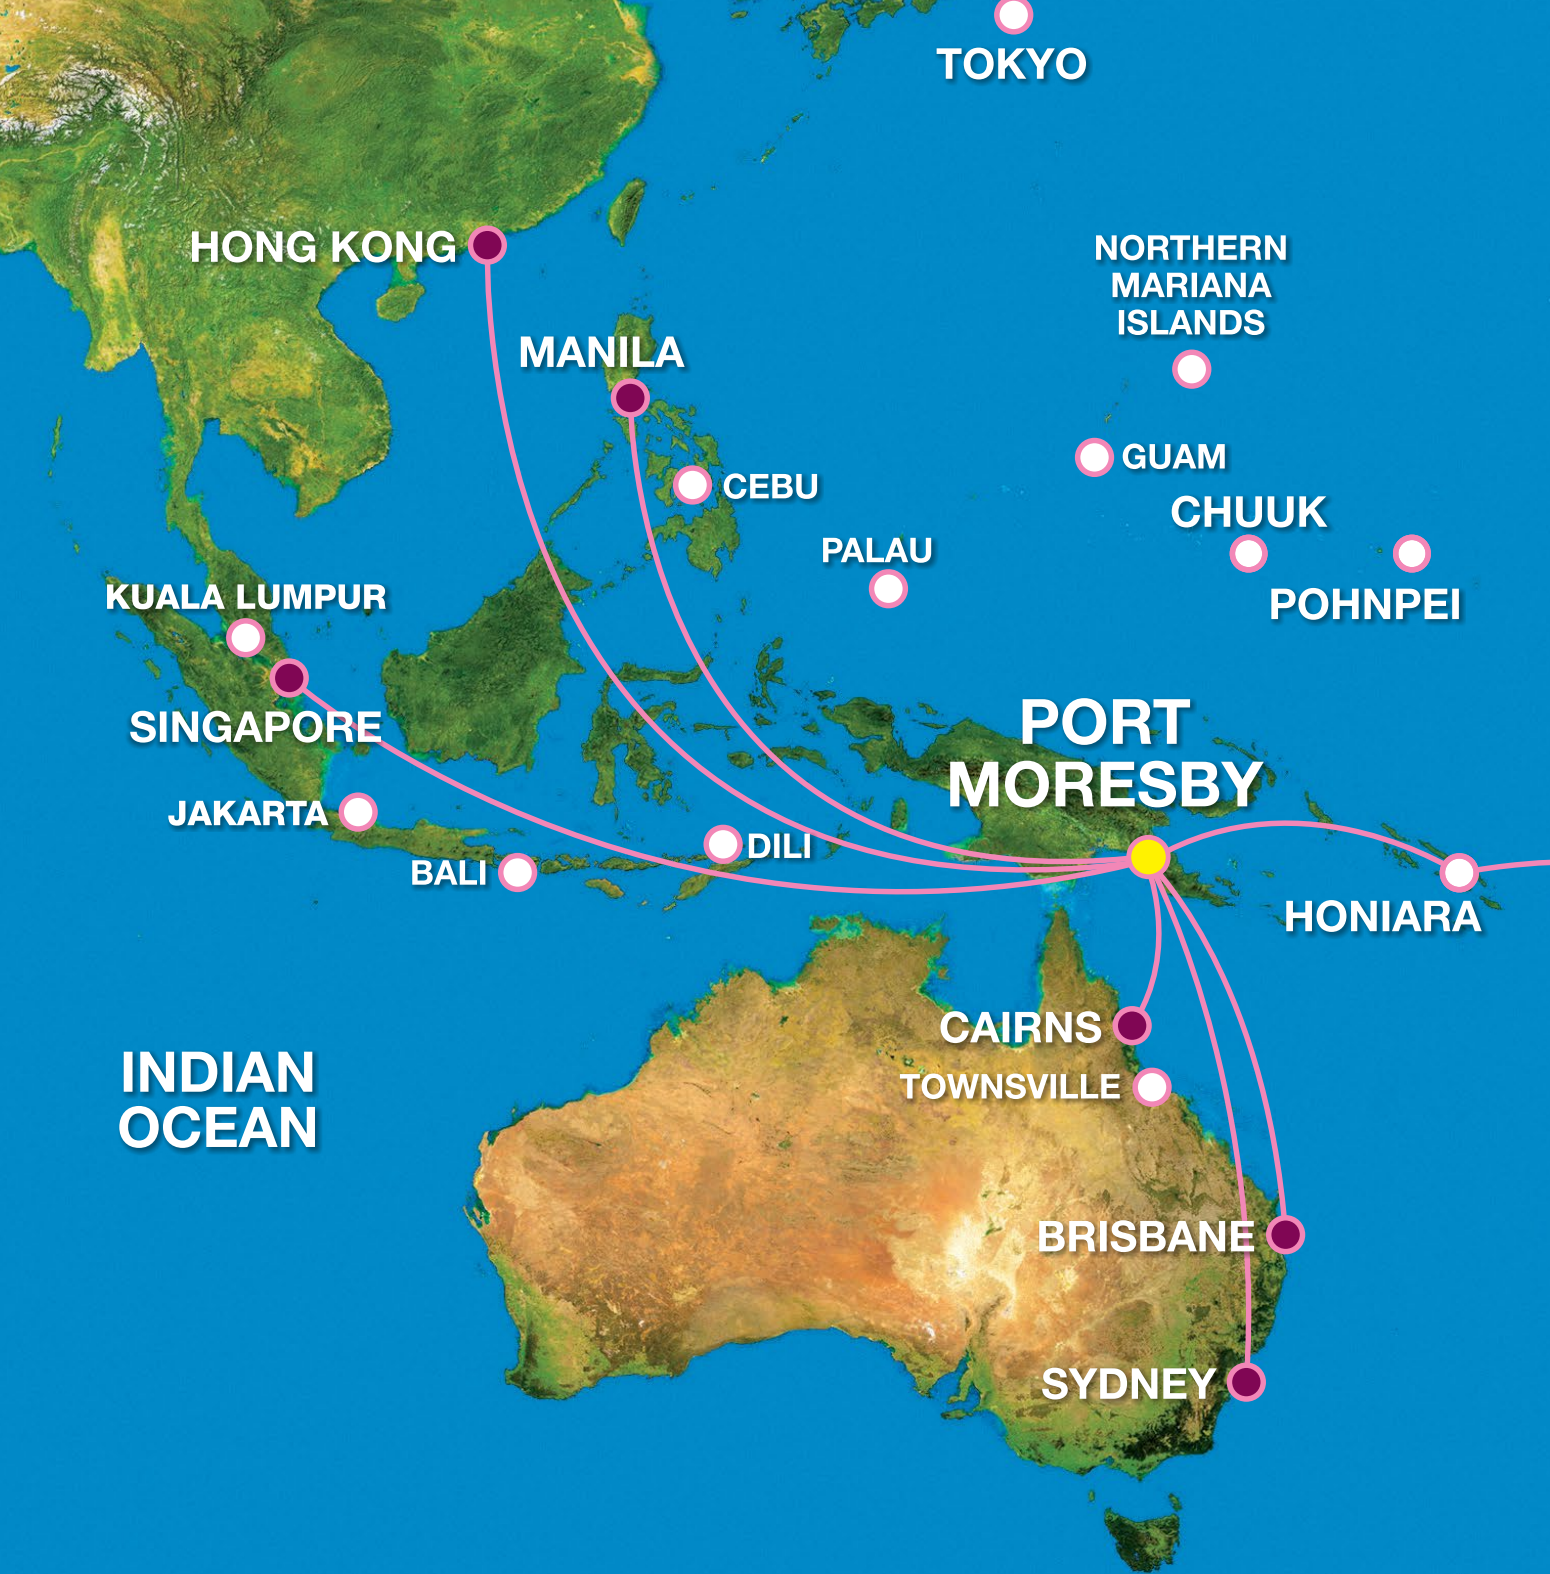 TOKYO
HONG KONG
NORTHERN
MARIANA
ISLANDS
MANILA
GUAM
CEBU
CHUUK
PALAU
POHNPEI
KUALA LUMPUR
SINGAPORE
PORT
MORESBY
JAKARTA
DILI
BALI
HONIARA
CAIRNS
INDIAN
OCEAN
TOWNSVILLE
BRISBANE
SYDNEY